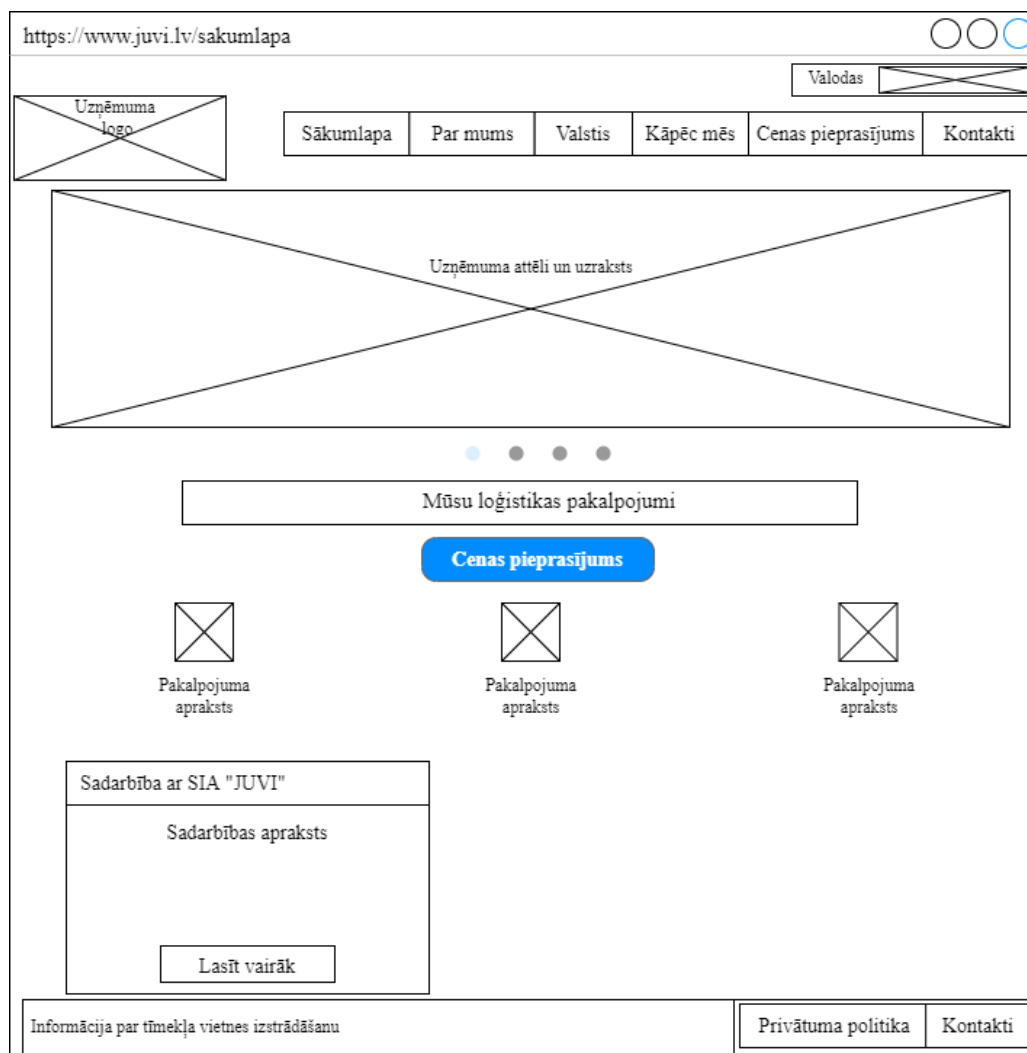 https://www.juvi.lv/sakumlapa
Valodas
Uzņēmuma
logo
Sākumlapa
Par mums
Valstis
Kāpēc mēs
Cenas pieprasījums
Kontakti
Uzņēmuma attēli un uzraksts
Mūsu loģistikas pakalpojumi
Cenas pieprasījums
Pakalpojuma
apraksts
Pakalpojuma
apraksts
Pakalpojuma
apraksts
Sadarbība ar SIA "JUVI"
Sadarbības apraksts
Lasīt vairāk
Informācija par tīmekļa vietnes izstrādāšanu
Privātuma politika
Kontakti